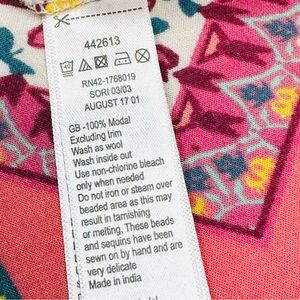 442613
RN42-1768019
SORI 03/03
AUGUST 17 01
GB -100% Modal
Excluding trim
Wash as wool
Wash inside out
Use non-chlorine bleach
only when needed
Do not iron or steam over
beaded area as this may
result in tarnishing
or melting. These beads
and sequins have been
sewn on by hand and are
very delicate
Made in india